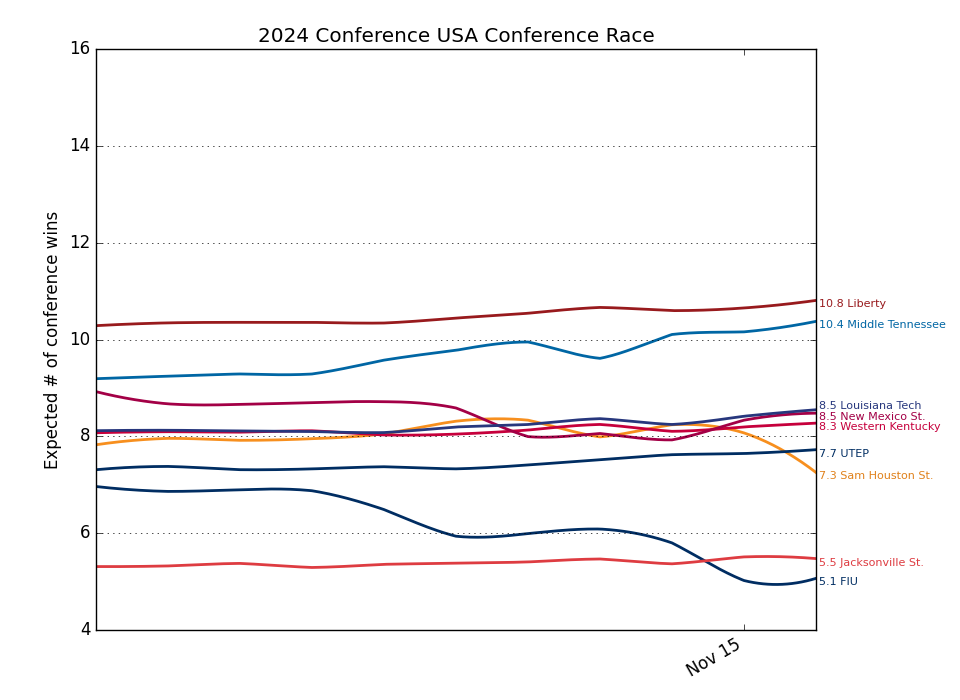 2024 Conference USA Conference Race
Expected # of conference wins
16
14
12
10
8
6
4
10.8 Liberty
10.4 Middle Tennessee
8.5 Louisiana Tech
8.5 New Mexico St.
8.3 Western Kentucky
7.7 UTEP
7.3 Sam Houston St.
5.5 Jacksonville St.
5.1 FIU
Nov 15